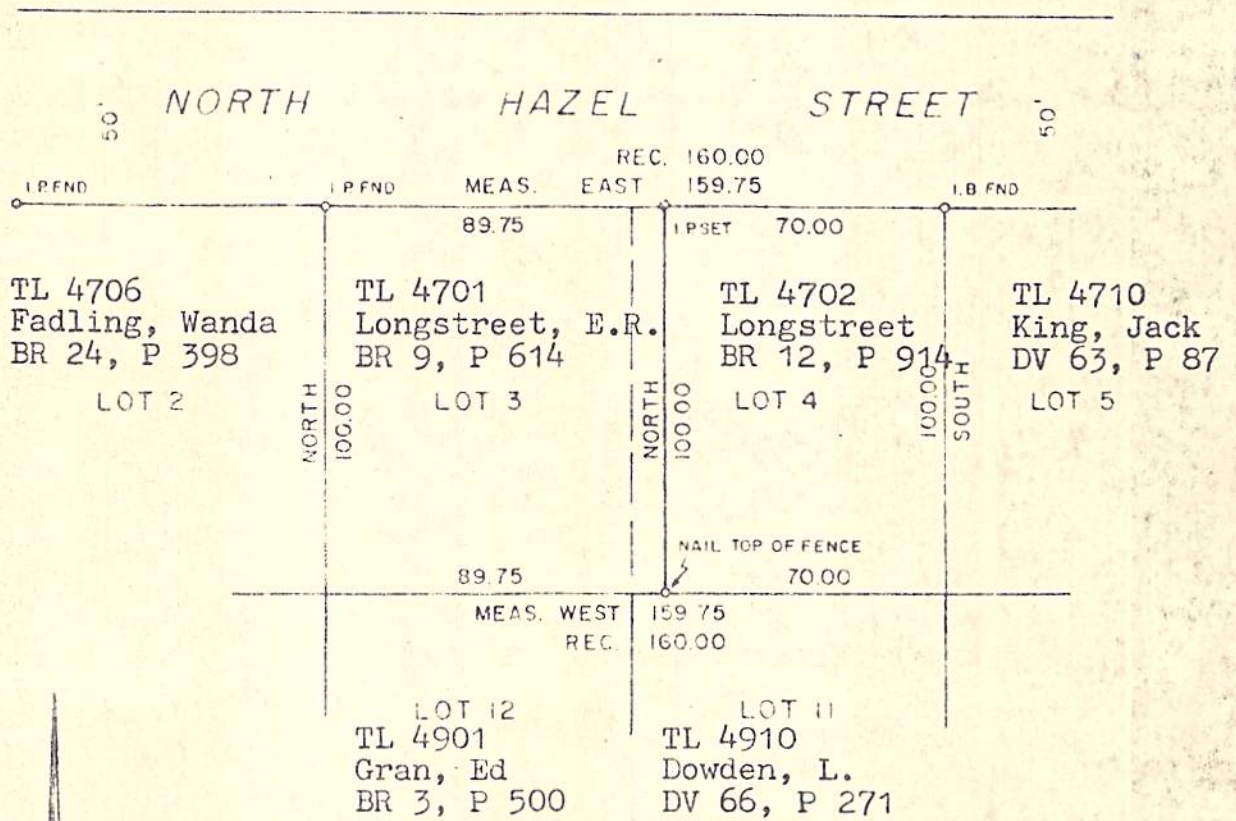 NORTH HAZEL STREET
50'
50'
REC. 160.00
I.P. FND
I.P. FND
MEAS. EAST 159.75
I.B. FND.
89.75
I.P. SET
70.00
TL 4706
Fadling, Wanda
BR 24, P 398
LOT 2
TL 4701
Longstreet, E.R.
BR 9, P 614
LOT 3
TL 4702
Longstreet
BR 12, P 914
LOT 4
TL 4710
King, Jack
DV 63, P 87
LOT 5
NORTH
100.00
NORTH
100.00
100.00
SOUTH
NAIL TOP OF FENCE
89.75
70.00
MEAS. WEST 159.75
REC. 160.00
LOT 12
TL 4901
Gran, Ed
BR 3, P 500
LOT 11
TL 4910
Dowden, L.
DV 66, P 271